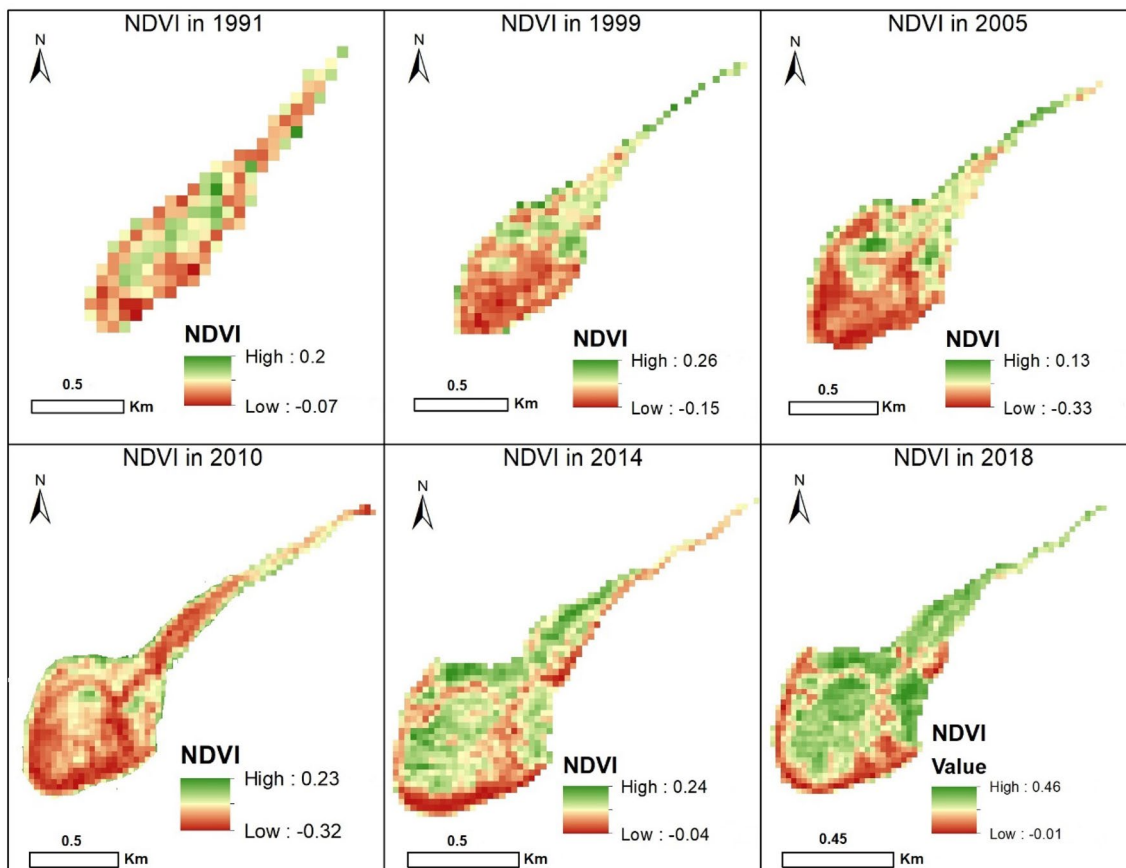 NDVI in 1991
N
NDVI
High : 0.2
Low : -0.07
0.5
Km
NDVI in 1999
N
NDVI
High : 0.26
Low : -0.15
0.5
Km
NDVI in 2005
N
NDVI
High : 0.13
Low : -0.33
0.5
Km
NDVI in 2010
N
NDVI
High : 0.23
Low : -0.32
0.5
Km
NDVI in 2014
N
NDVI
High : 0.24
Low : -0.04
0.5
Km
NDVI in 2018
N
NDVI
Value
High : 0.46
Low : -0.01
0.45
Km